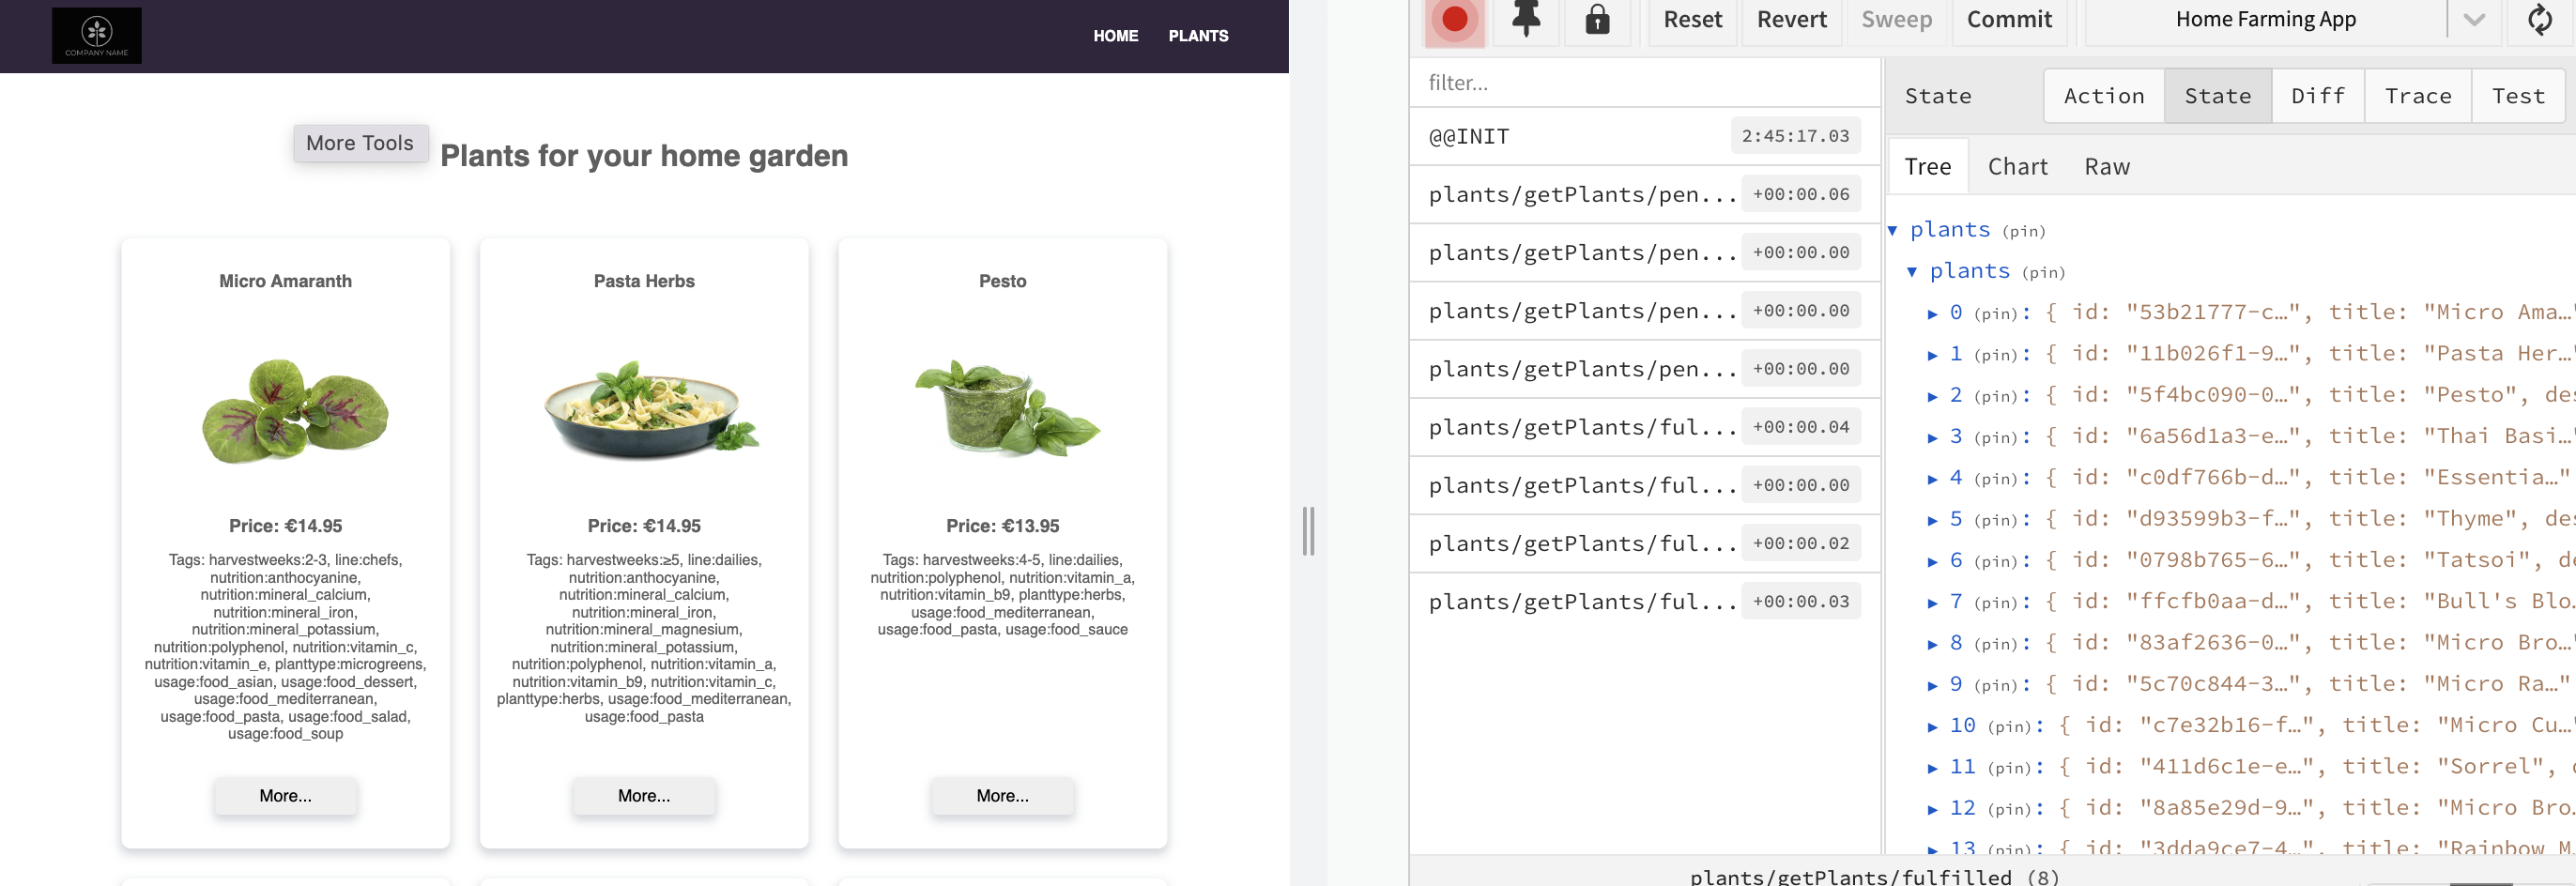 COMPANY NAME
HOME
PLANTS
More Tools
Plants for your home garden
Micro Amaranth
Price: €14.95
Tags: harvestweeks:2-3, line:chefs,
nutrition:anthocyanine,
nutrition:mineral_calcium,
nutrition:mineral_iron,
nutrition:mineral_potassium,
nutrition:polyphenol, nutrition:vitamin_c,
nutrition:vitamin_e, planttype:microgreens,
usage:food_asian, usage:food_dessert,
usage:food_mediterranean,
usage:food_pasta, usage:food_salad,
usage:food_soup
More...
Pasta Herbs
Price: €14.95
Tags: harvestweeks:≥5, line:dailies,
nutrition:anthocyanine,
nutrition:mineral_calcium,
nutrition:mineral_iron,
nutrition:mineral_magnesium,
nutrition:mineral_potassium,
nutrition:polyphenol, nutrition:vitamin_a,
nutrition:vitamin_b9, nutrition:vitamin_c,
planttype:herbs, usage:food_mediterranean,
usage:food_pasta
More...
Pesto
Price: €13.95
Tags: harvestweeks:4-5, line:dailies,
nutrition:polyphenol, nutrition:vitamin_a,
nutrition:vitamin_b9, planttype:herbs,
usage:food_mediterranean,
usage:food_pasta, usage:food_sauce
More...
Reset
Revert
Sweep
Commit
Home Farming App
filter...
@@INIT 2:45:17.03
plants/getPlants/pen... +00:00.06
plants/getPlants/pen... +00:00.00
plants/getPlants/pen... +00:00.00
plants/getPlants/pen... +00:00.00
plants/getPlants/ful... +00:00.04
plants/getPlants/ful... +00:00.00
plants/getPlants/ful... +00:00.02
plants/getPlants/ful... +00:00.03
State
Action
State
Diff
Trace
Test
Tree
Chart
Raw
plants (pin)
plants (pin)
0 (pin): { id: "53b21777-c…", title: "Micro Ama…"
1 (pin): { id: "11b026f1-9…", title: "Pasta Her…"
2 (pin): { id: "5f4bc090-0…", title: "Pesto", des
3 (pin): { id: "6a56d1a3-e…", title: "Thai Basi…"
4 (pin): { id: "c0df766b-d…", title: "Essentia…"
5 (pin): { id: "d93599b3-f…", title: "Thyme", des
6 (pin): { id: "0798b765-6…", title: "Tatsoi", de
7 (pin): { id: "ffcfb0aa-d…", title: "Bull's Blo…
8 (pin): { id: "83af2636-0…", title: "Micro Bro…"
9 (pin): { id: "5c70c844-3…", title: "Micro Ra…"
10 (pin): { id: "c7e32b16-f…", title: "Micro Cu…"
11 (pin): { id: "411d6c1e-e…", title: "Sorrel",
12 (pin): { id: "8a85e29d-9…", title: "Micro Bro…
13 (pin): { id: "3dda9ce7-4…", title: "Rainbow M…
plants/getPlants/fulfilled (8)